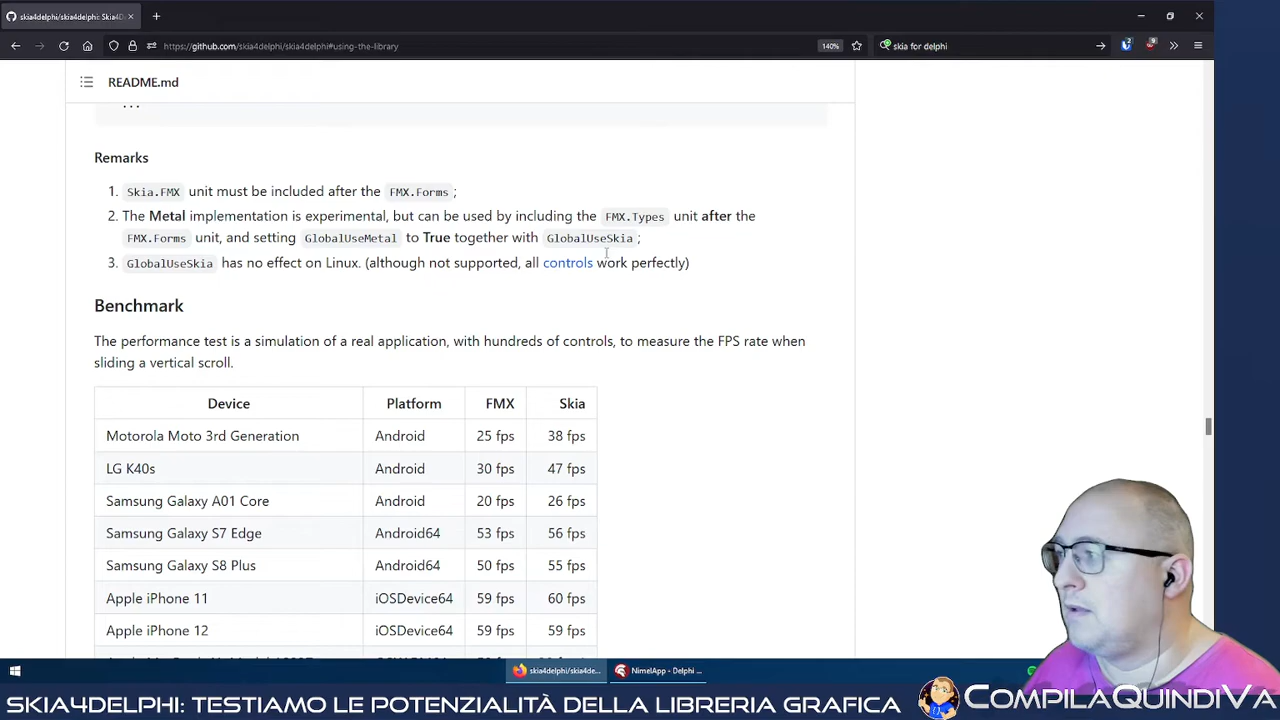 skia4delphi/skia4delphi: Skia4D
https://github.com/skia4delphi/skia4delphi#using-the-library
140%
skia for delphi
2
9
README.md
...
Remarks
1. Skia.FMX unit must be included after the FMX.Forms ;
2. The Metal implementation is experimental, but can be used by including the FMX.Types unit after the
FMX.Forms unit, and setting GlobalUseMetal to True together with GlobalUseSkia ;
3. GlobalUseSkia has no effect on Linux. (although not supported, all controls work perfectly)
Benchmark
The performance test is a simulation of a real application, with hundreds of controls, to measure the FPS rate when
sliding a vertical scroll.
Device Platform FMX Skia
Motorola Moto 3rd Generation Android 25 fps 38 fps
LG K40s Android 30 fps 47 fps
Samsung Galaxy A01 Core Android 20 fps 26 fps
Samsung Galaxy S7 Edge Android64 53 fps 56 fps
Samsung Galaxy S8 Plus Android64 50 fps 55 fps
Apple iPhone 11 iOSDevice64 59 fps 60 fps
Apple iPhone 12 iOSDevice64 59 fps 59 fps
skia4delphi/skia4de...
NimelApp - Delphi ...
SKIA4DELPHI: TESTIAMO LE POTENZIALITÀ DELLA LIBRERIA GRAFICA
COMPILAQUINDIVA